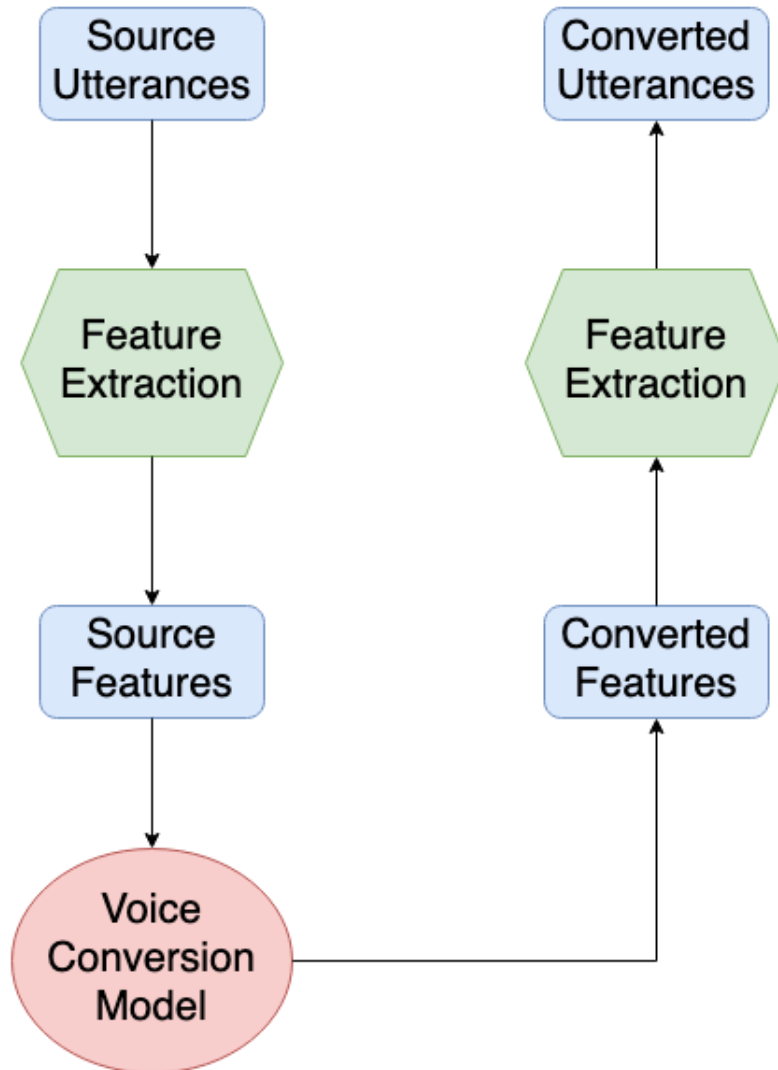 Source
Utterances
Feature
Extraction
Source
Features
Voice
Conversion
Model
Converted
Features
Feature
Extraction
Converted
Utterances